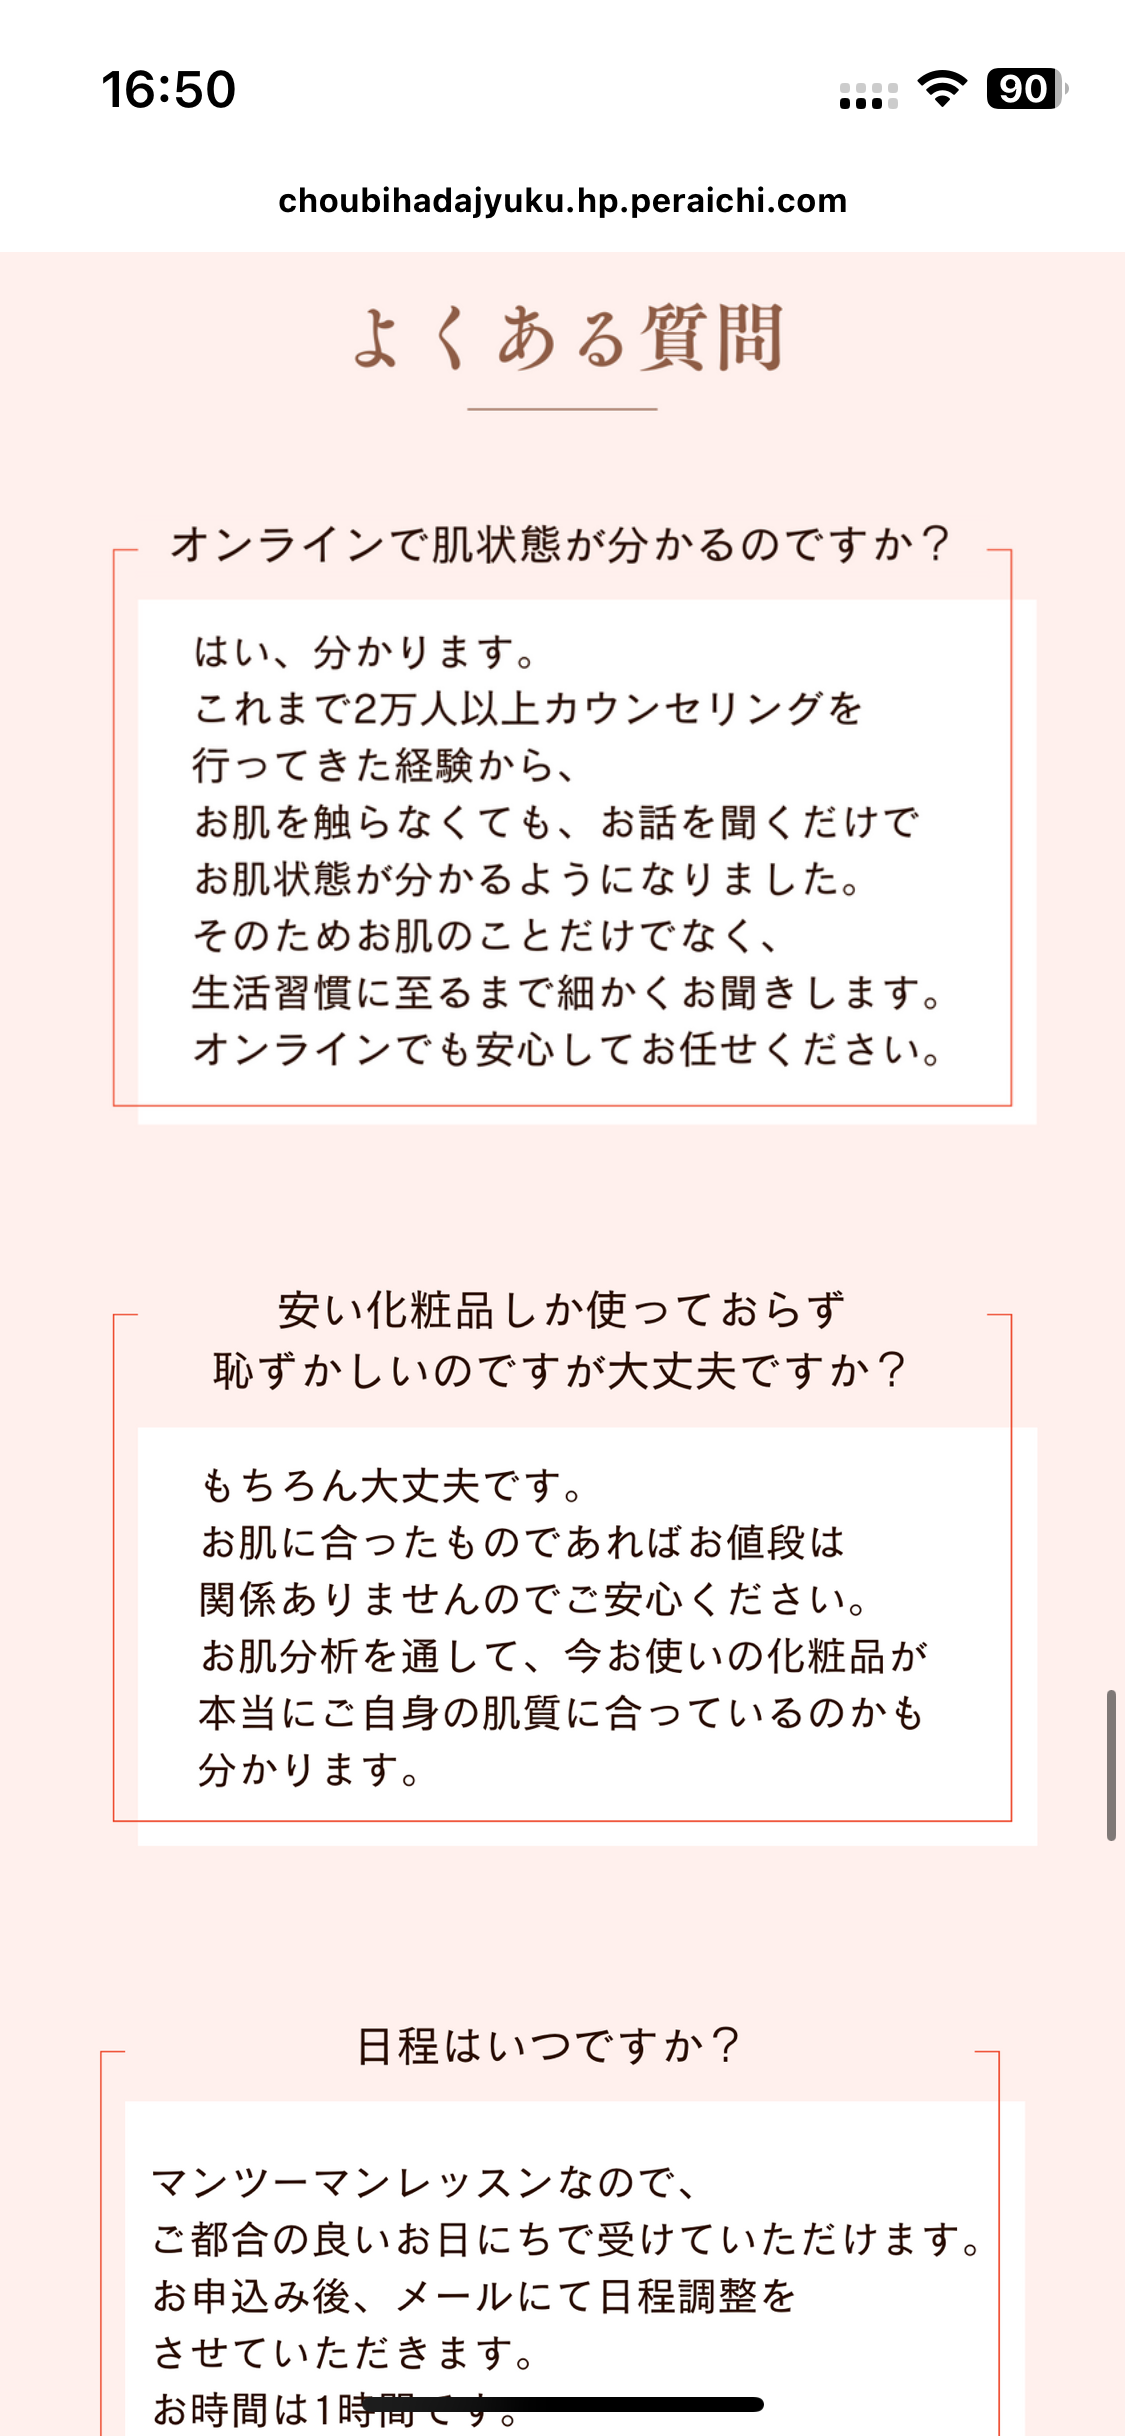 16:50
90
choubihadajyuku.hp.peraichi.com
よくある質問
オンラインで肌状態が分かるのですか？
はい、分かります。
これまで2万人以上カウンセリングを
行ってきた経験から、
お肌を触らなくても、お話を聞くだけで
お肌状態が分かるようになりました。
そのためお肌のことだけでなく、
生活習慣に至るまで細かくお聞きします。
オンラインでも安心してお任せください。
安い化粧品しか使っておらず
恥ずかしいのですが大丈夫ですか？
もちろん大丈夫です。
お肌に合ったものであればお値段は
関係ありませんのでご安心ください。
お肌分析を通して、今お使いの化粧品が
本当にご自身の肌質に合っているのかも
分かります。
日程はいつですか？
マンツーマンレッスンなので、
ご都合の良いお日にちで受けていただけます。
お申込み後、メールにて日程調整を
させていただきます。
お時間は1時間です。